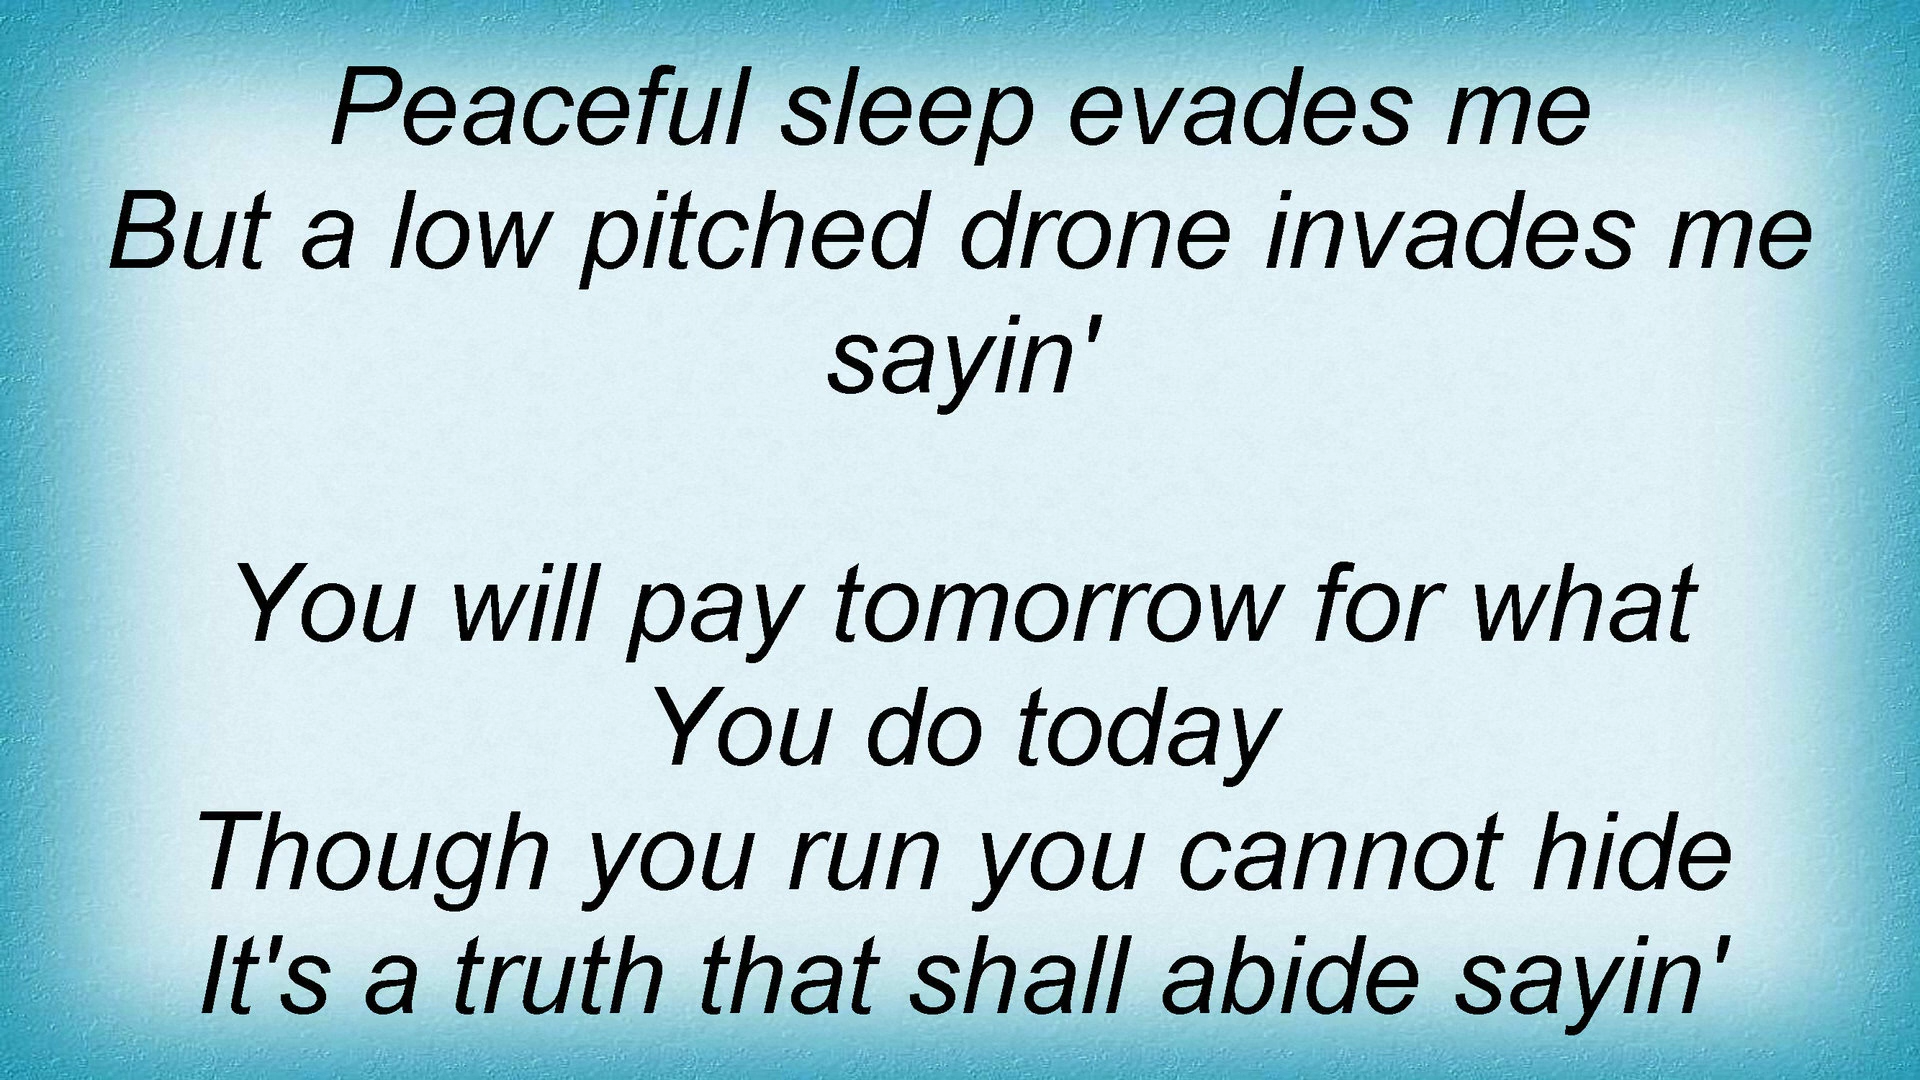 Peaceful sleep evades me
But a low pitched drone invades me
sayin'
You will pay tomorrow for what
You do today
Though you run you cannot hide
It's a truth that shall abide sayin'